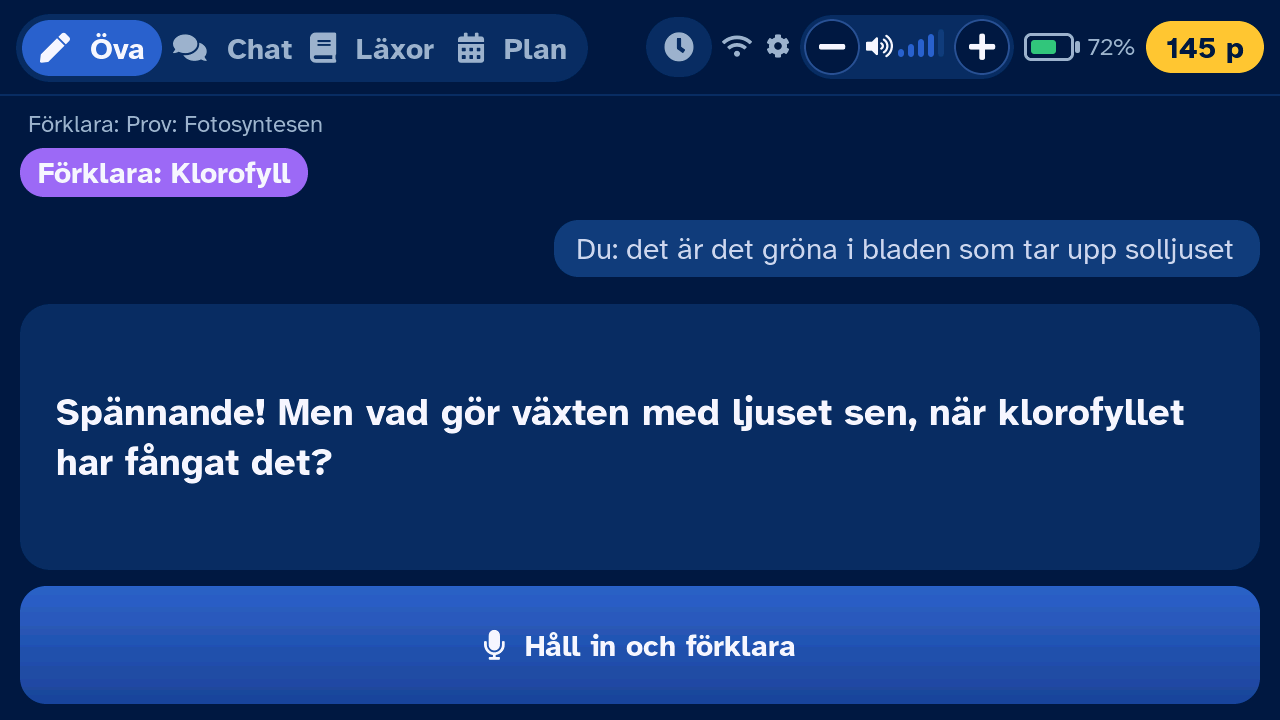 Öva
Chat
Läxor
Plan
72%
145 p
Förklara: Prov: Fotosyntesen
Förklara: Klorofyll
Du: det är det gröna i bladen som tar upp solljuset
Spännande! Men vad gör växten med ljuset sen, när klorofyllet
har fångat det?
Håll in och förklara